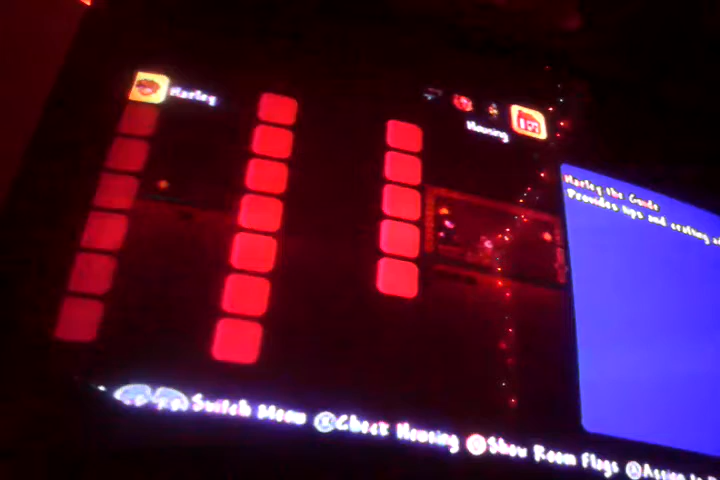 Harley
Housing
Harley the Guide
Provides tips and crafting
Switch Menu Check Housing Show Room Flags Assign to